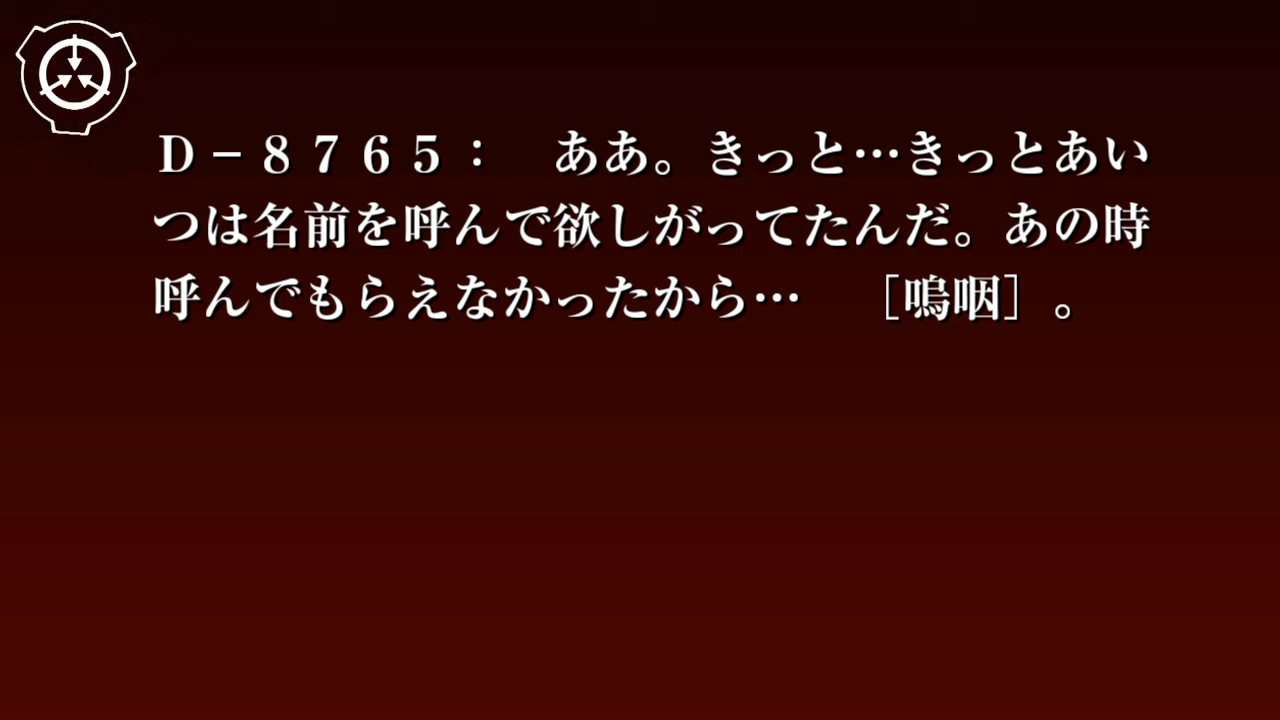 D－８７６５：　ああ。きっと…きっとあい
つは名前を呼んで欲しがってたんだ。あの時
呼んでもらえなかったから…　［嗚咽］。